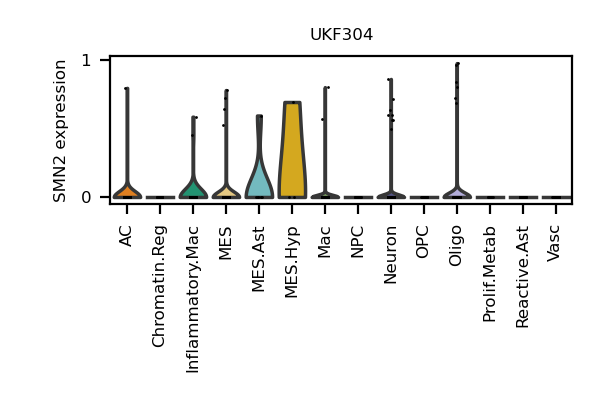 UKF304
SMN2 expression
1
0
AC
Chromatin.Reg
Inflammatory.Mac
MES
MES.Ast
MES.Hyp
Mac
NPC
Neuron
OPC
Oligo
Prolif.Metab
Reactive.Ast
Vasc